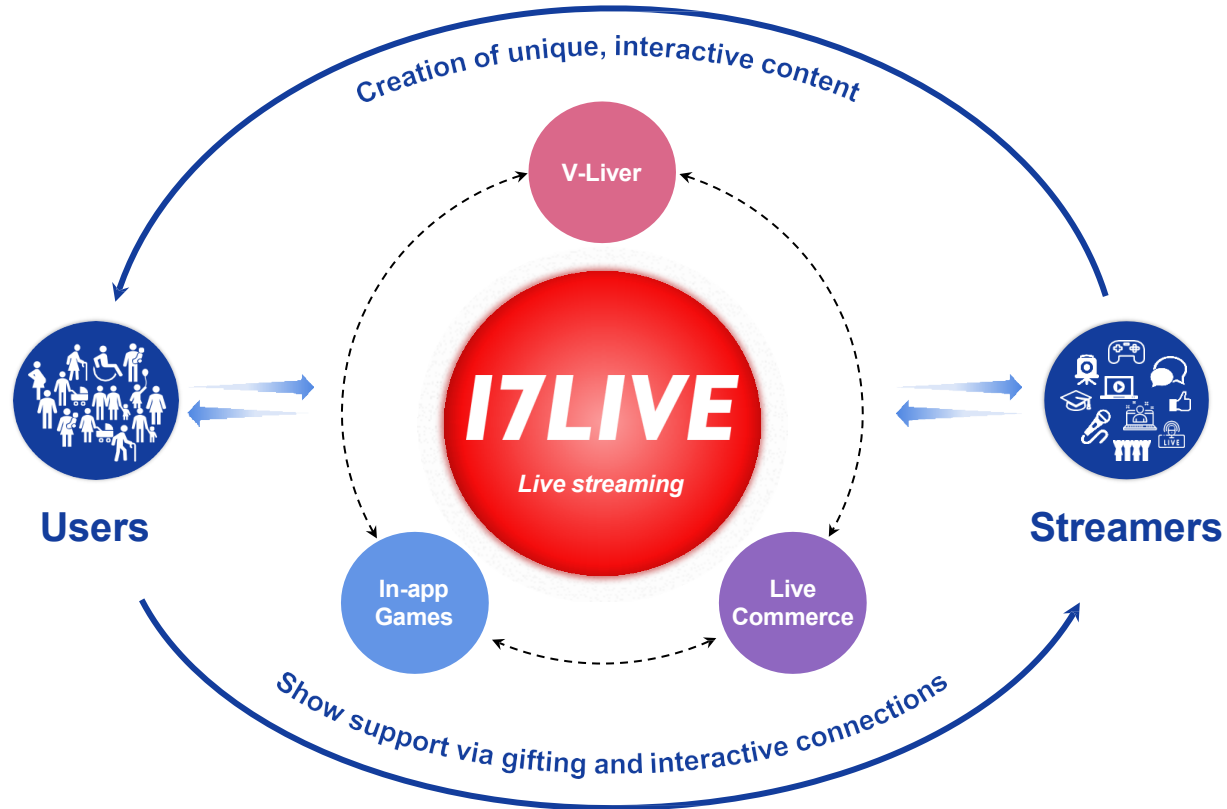 Creation of unique, interactive content
V-Liver
17LIVE
Live streaming
LIVE
Users
Streamers
In-app
Games
Live
Commerce
Show support via gifting and interactive connections